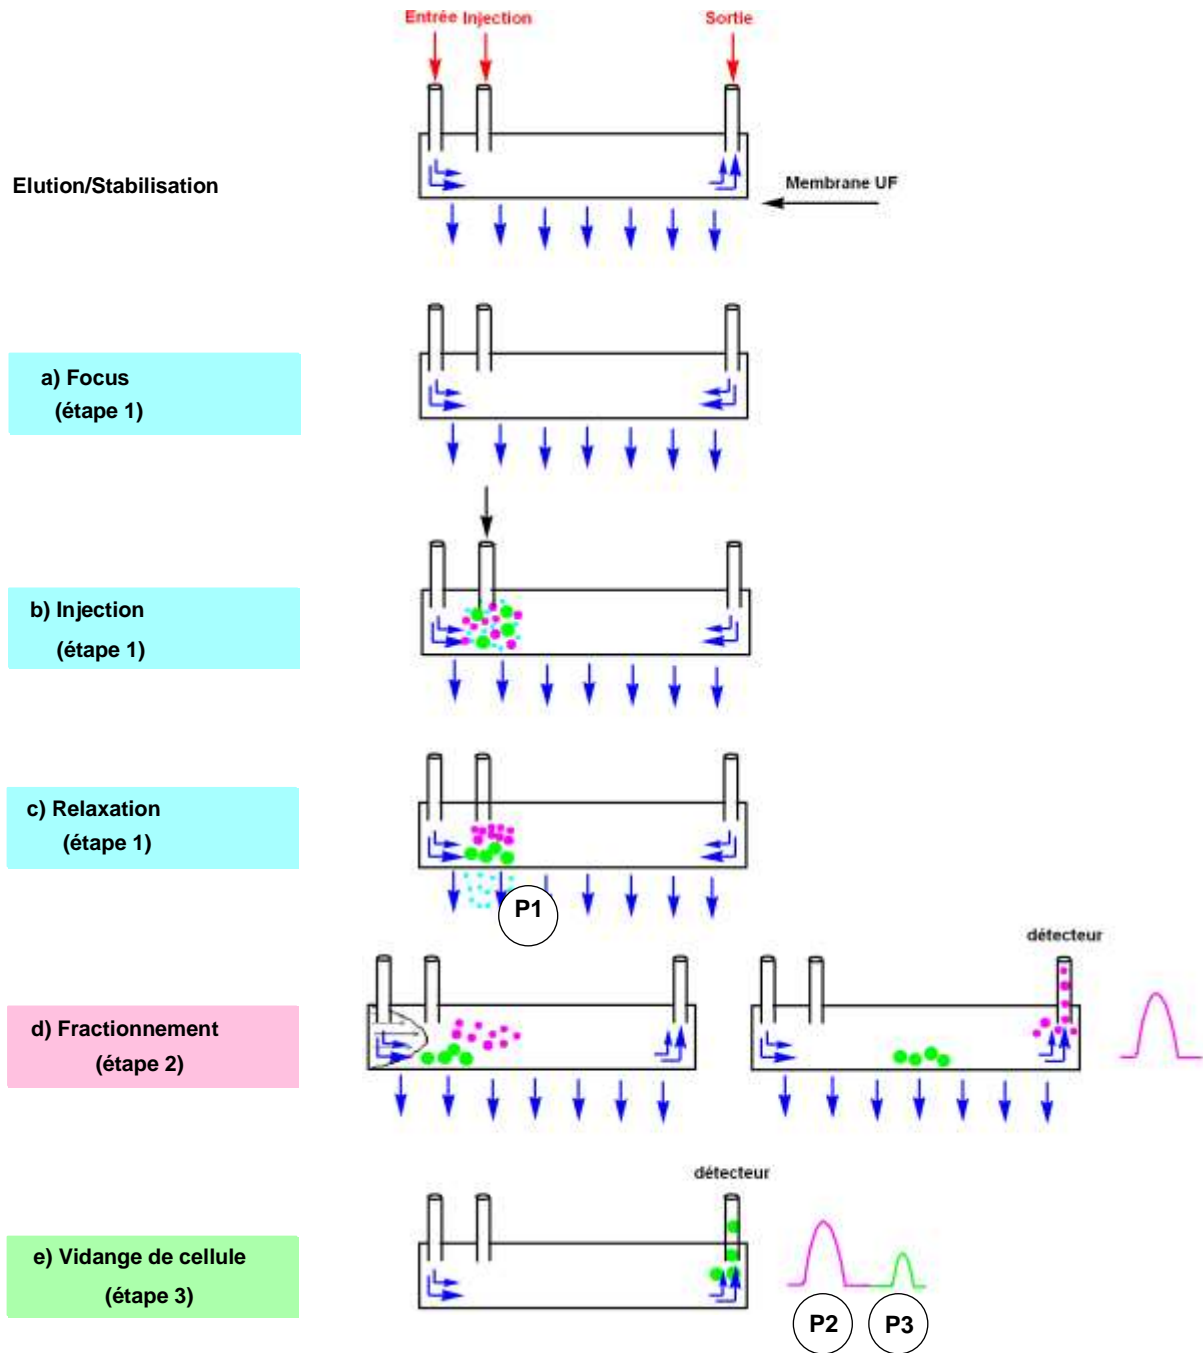 Entrée Injection Sortie
Elution/Stabilisation
Membrane UF
a) Focus
(étape 1)
b) Injection
(étape 1)
c) Relaxation
(étape 1)
P1
détecteur
d) Fractionnement
(étape 2)
détecteur
e) Vidange de cellule
(étape 3)
P2 P3